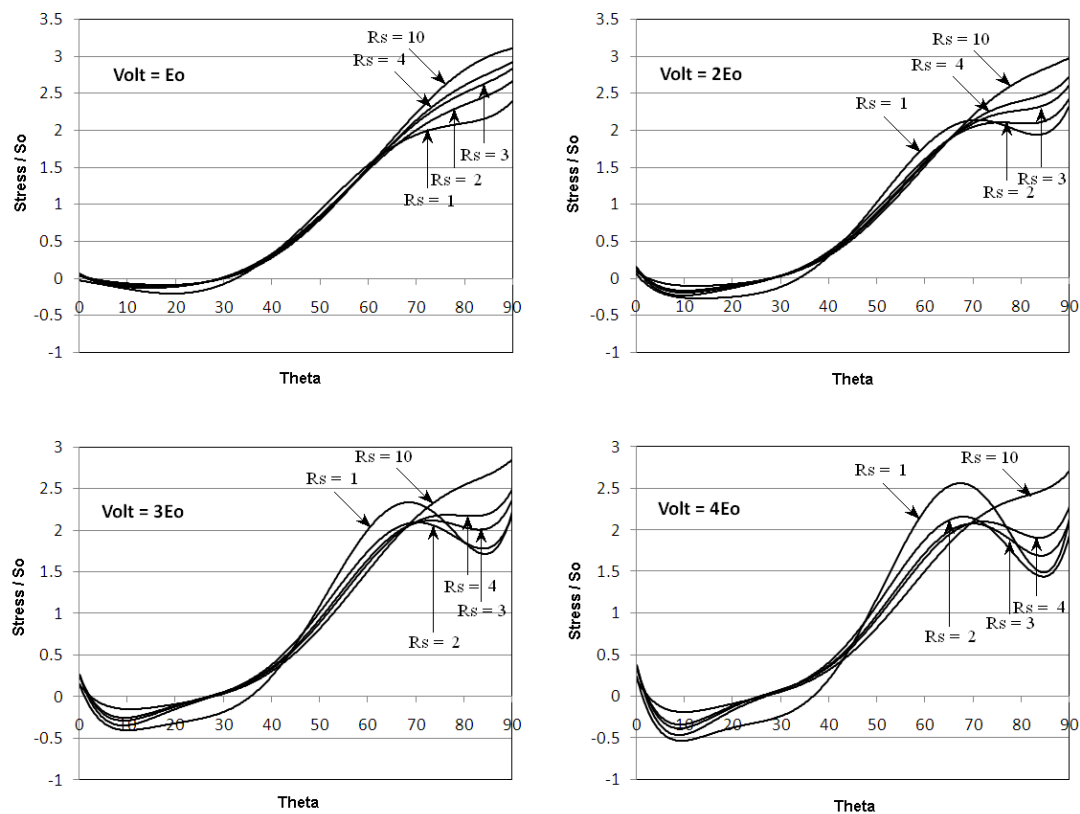 3.5
3
2.5
2
1.5
1
0.5
0
-0.5
-1
0 10 20 30 40 50 60 70 80 90
Stress / So
Theta
Volt = Eo
Rs = 10
Rs = 4
Rs = 3
Rs = 2
Rs = 1
3.5
3
2.5
2
1.5
1
0.5
0
-0.5
-1
0 10 20 30 40 50 60 70 80 90
Stress / So
Theta
Volt = 2Eo
Rs = 10
Rs = 4
Rs = 1
Rs = 3
Rs = 2
3
2.5
2
1.5
1
0.5
0
-0.5
-1
0 10 20 30 40 50 60 70 80 90
Stress / So
Theta
Volt = 3Eo
Rs = 10
Rs = 1
Rs = 4
Rs = 3
Rs = 2
3
2.5
2
1.5
1
0.5
0
-0.5
-1
0 10 20 30 40 50 60 70 80 90
Stress / So
Theta
Volt = 4Eo
Rs = 10
Rs = 1
Rs = 4
Rs = 3
Rs = 2